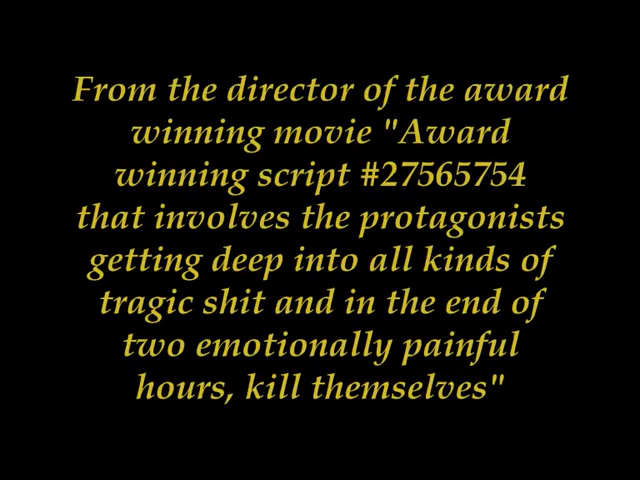 From the director of the award
winning movie "Award
winning script #27565754
that involves the protagonists
getting deep into all kinds of
tragic shit and in the end of
two emotionally painful
hours, kill themselves"